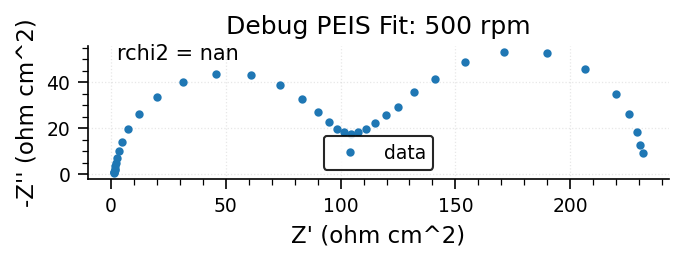 Debug PEIS Fit: 500 rpm
rchi2 = nan
-Z'' (ohm cm^2)
40
20
0
data
0 50 100 150 200
Z' (ohm cm^2)